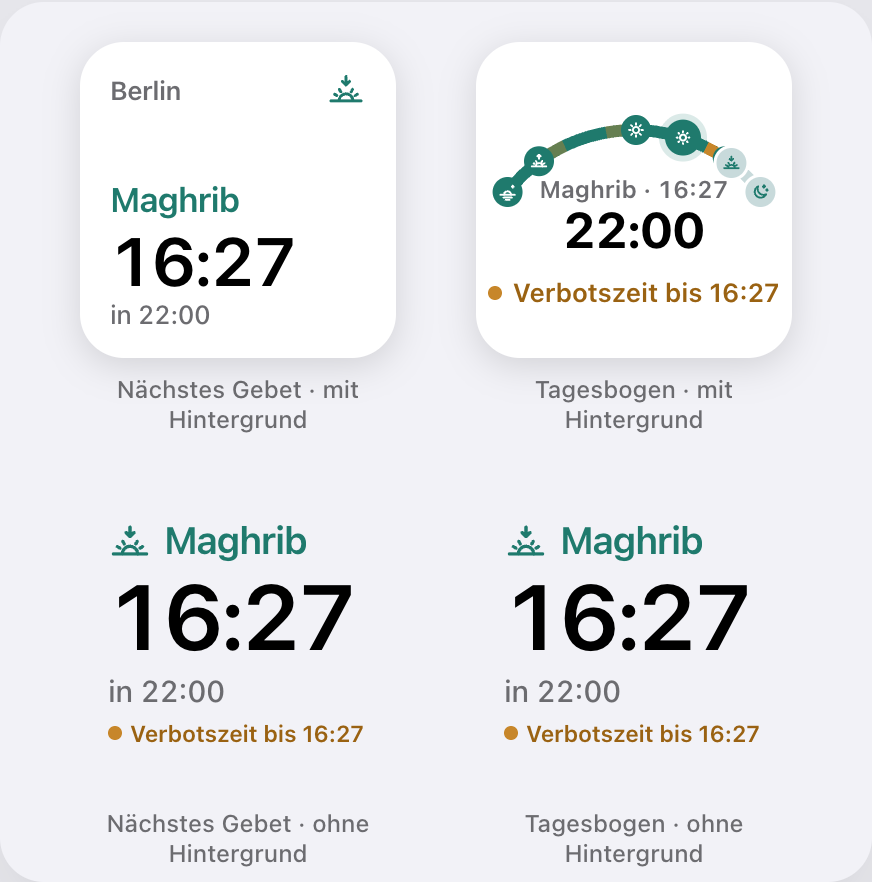 Berlin
Maghrib
16:27
in 22:00
Maghrib · 16:27
22:00
Verbotszeit bis 16:27
Nächstes Gebet · mit
Hintergrund
Tagesbogen · mit
Hintergrund
Maghrib
16:27
in 22:00
Verbotszeit bis 16:27
Maghrib
16:27
in 22:00
Verbotszeit bis 16:27
Nächstes Gebet · ohne
Hintergrund
Tagesbogen · ohne
Hintergrund